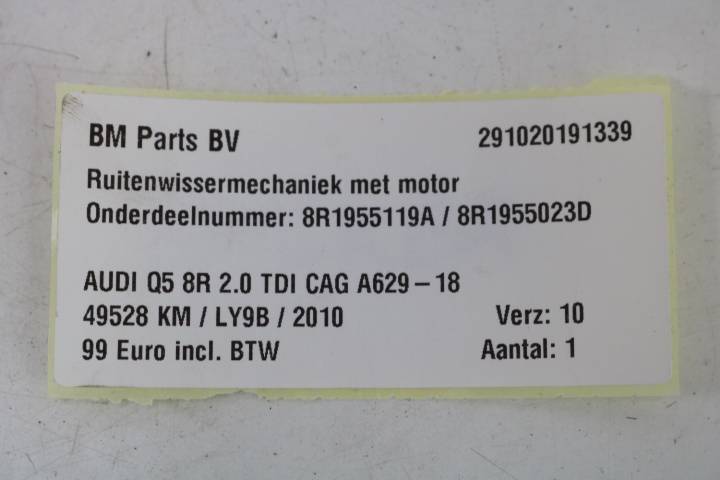 BM Parts BV 291020191339
Ruitenwissermechaniek met motor
Onderdeelnummer: 8R1955119A / 8R1955023D
AUDI Q5 8R 2.0 TDI CAG A629-18
49528 KM / LY9B / 2010 Verz: 10
99 Euro incl. BTW Aantal: 1